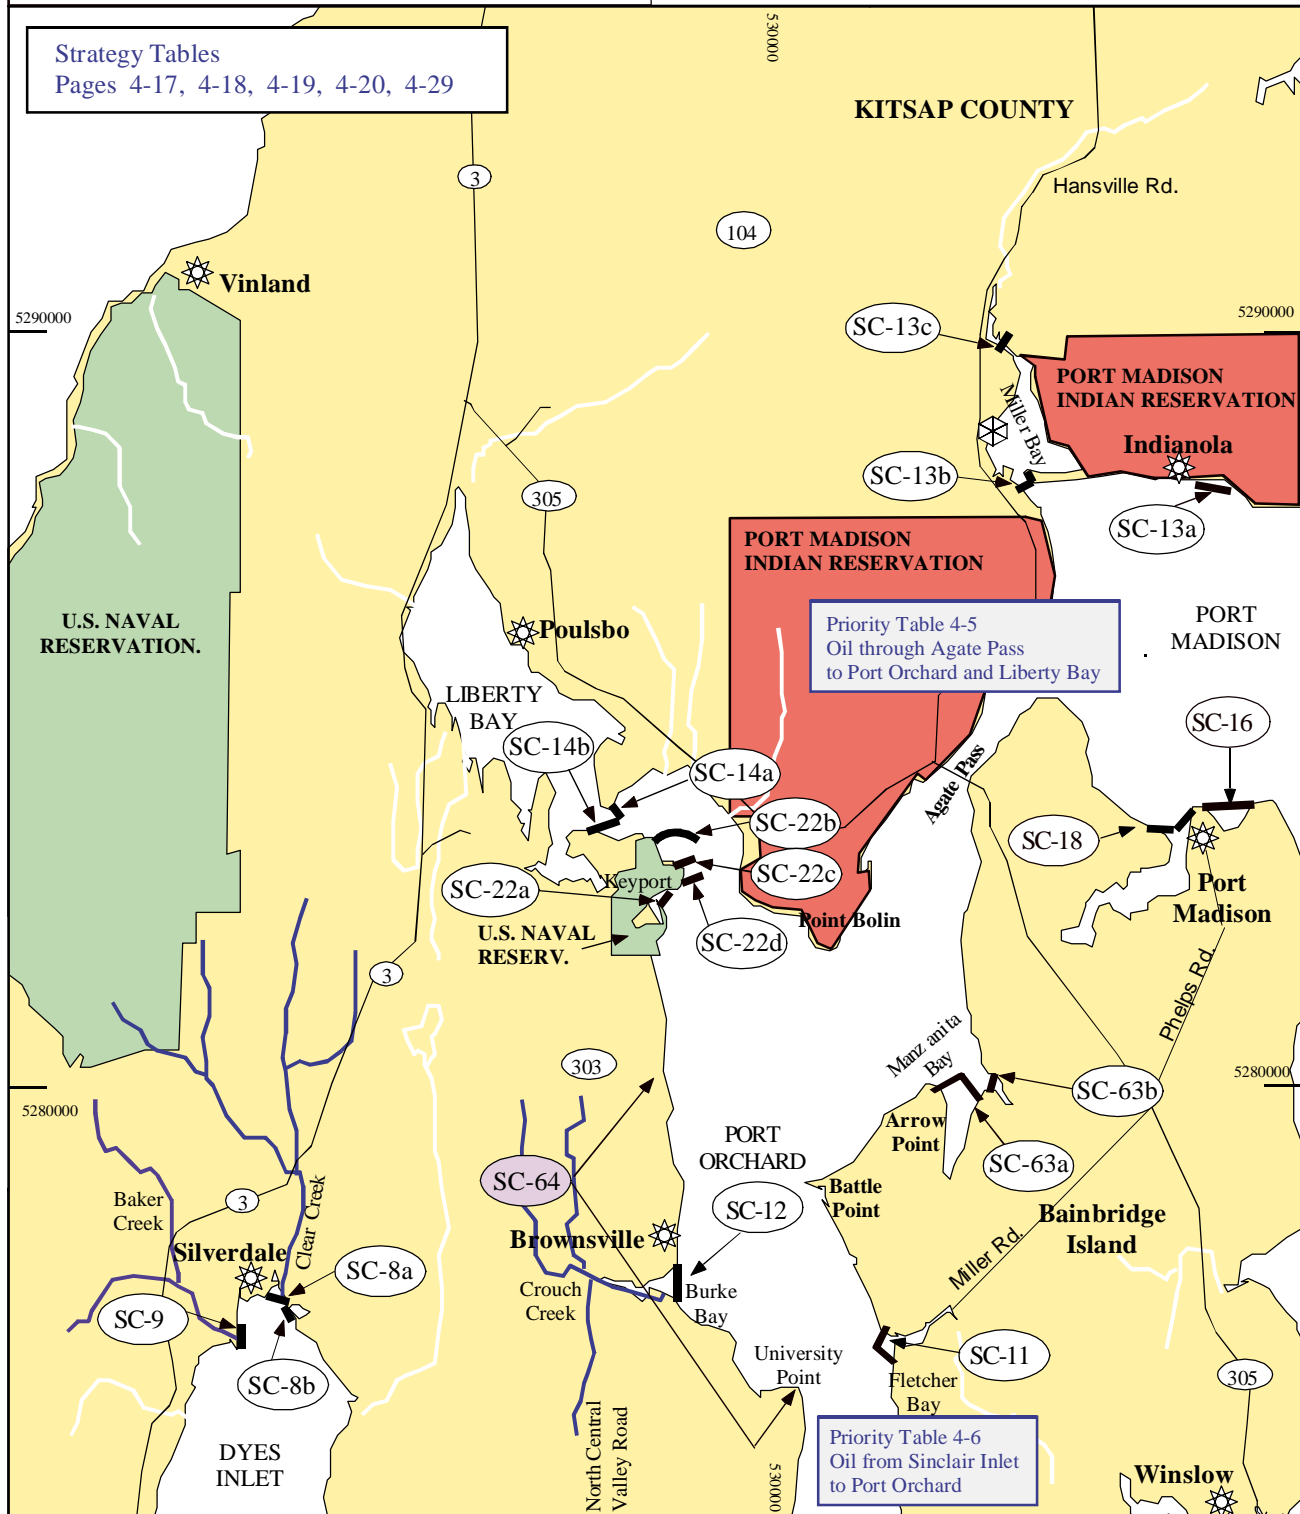 Strategy Tables
Pages 4-17, 4-18, 4-19, 4-20, 4-29
530000
KITSAP COUNTY
3
Hansville Rd.
104
Vinland
5290000
5290000
SC-13c
PORT MADISON
INDIAN RESERVATION
Miller Bay
Indianola
SC-13b
305
SC-13a
PORT MADISON
INDIAN RESERVATION
U.S. NAVAL
RESERVATION.
Poulsbo
Priority Table 4-5
Oil through Agate Pass
to Port Orchard and Liberty Bay
PORT
MADISON
LIBERTY
BAY
SC-14b
SC-14a
SC-16
Agate Pass
SC-22b
SC-18
SC-22c
Keyport
SC-22a
Port
Madison
Point Bolin
U.S. NAVAL
RESERV.
SC-22d
3
Phelps Rd.
Manz anita
Bay
303
5280000
5280000
SC-63b
Arrow
Point
PORT
ORCHARD
SC-63a
SC-64
Battle
Point
Baker
Creek
3
Clear Creek
SC-12
Bainbridge
Island
Brownsville
Silverdale
SC-8a
Miller Rd.
Crouch
Creek
Burke
Bay
SC-9
University
Point
SC-11
305
SC-8b
Fletcher
Bay
North Central
Valley Road
DYES
INLET
Priority Table 4-6
Oil from Sinclair Inlet
to Port Orchard
530000
Winslow